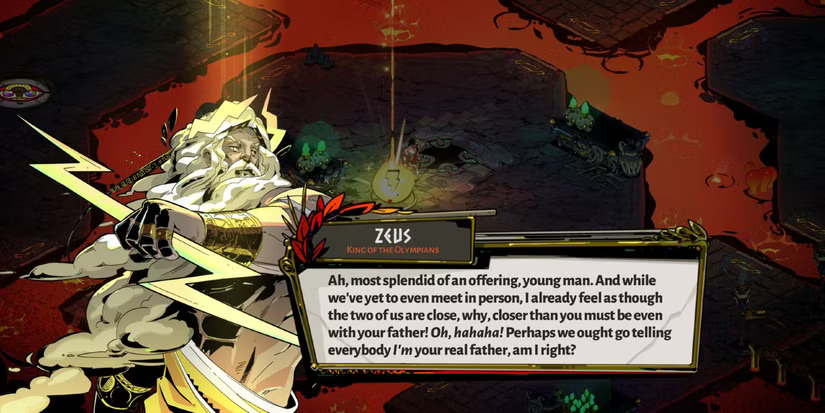 ZEUS
KING OF THE OLYMPIANS
Ah, most splendid of an offering, young man. And while
we've yet to even meet in person, I already feel as though
the two of us are close, why, closer than you must be even
with your father! Oh, hahaha! Perhaps we ought go telling
everybody I'm your real father, am I right?